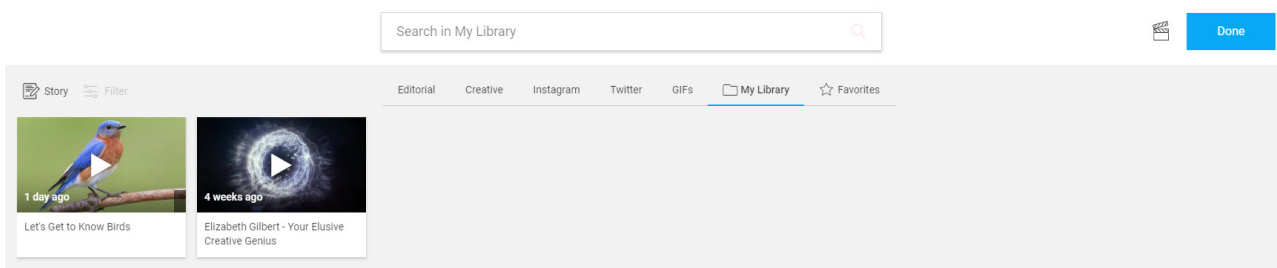 Search in My Library
Done
Story
Filter
Editorial
Creative
Instagram
Twitter
GIFs
My Library
Favorites
1 day ago
4 weeks ago
Let's Get to Know Birds
Elizabeth Gilbert - Your Elusive
Creative Genius